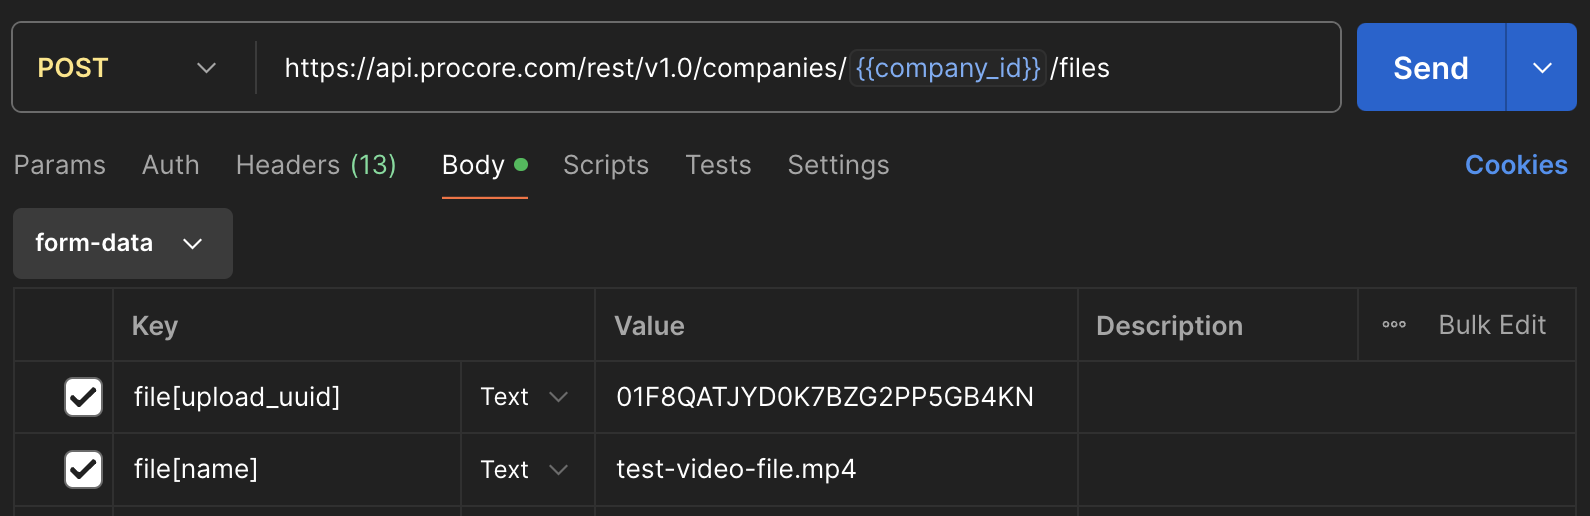 POST https://api.procore.com/rest/v1.0/companies/{{company_id}}/files Send
Params Auth Headers (13) Body Scripts Tests Settings Cookies
form-data
Key Value Description Bulk Edit
file[upload_uuid] Text 01F8QATJYD0K7BZG2PP5GB4KN
file[name] Text test-video-file.mp4